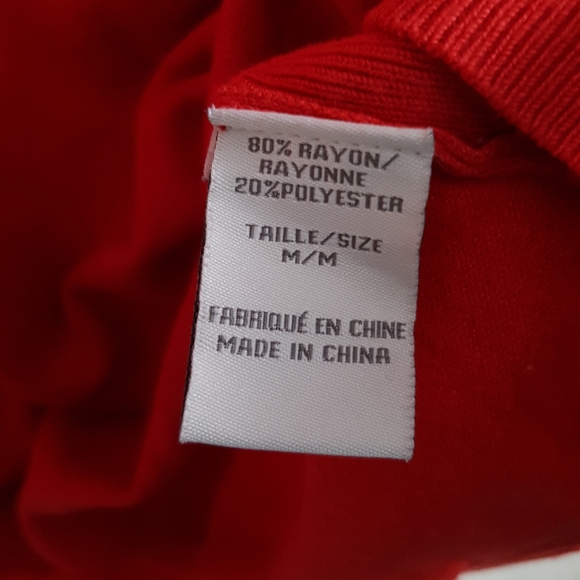 80% RAYON/
RAYONNE
20%POLYESTER
TAILLE/SIZE
M/M
FABRIQUÉ EN CHINE
MADE IN CHINA